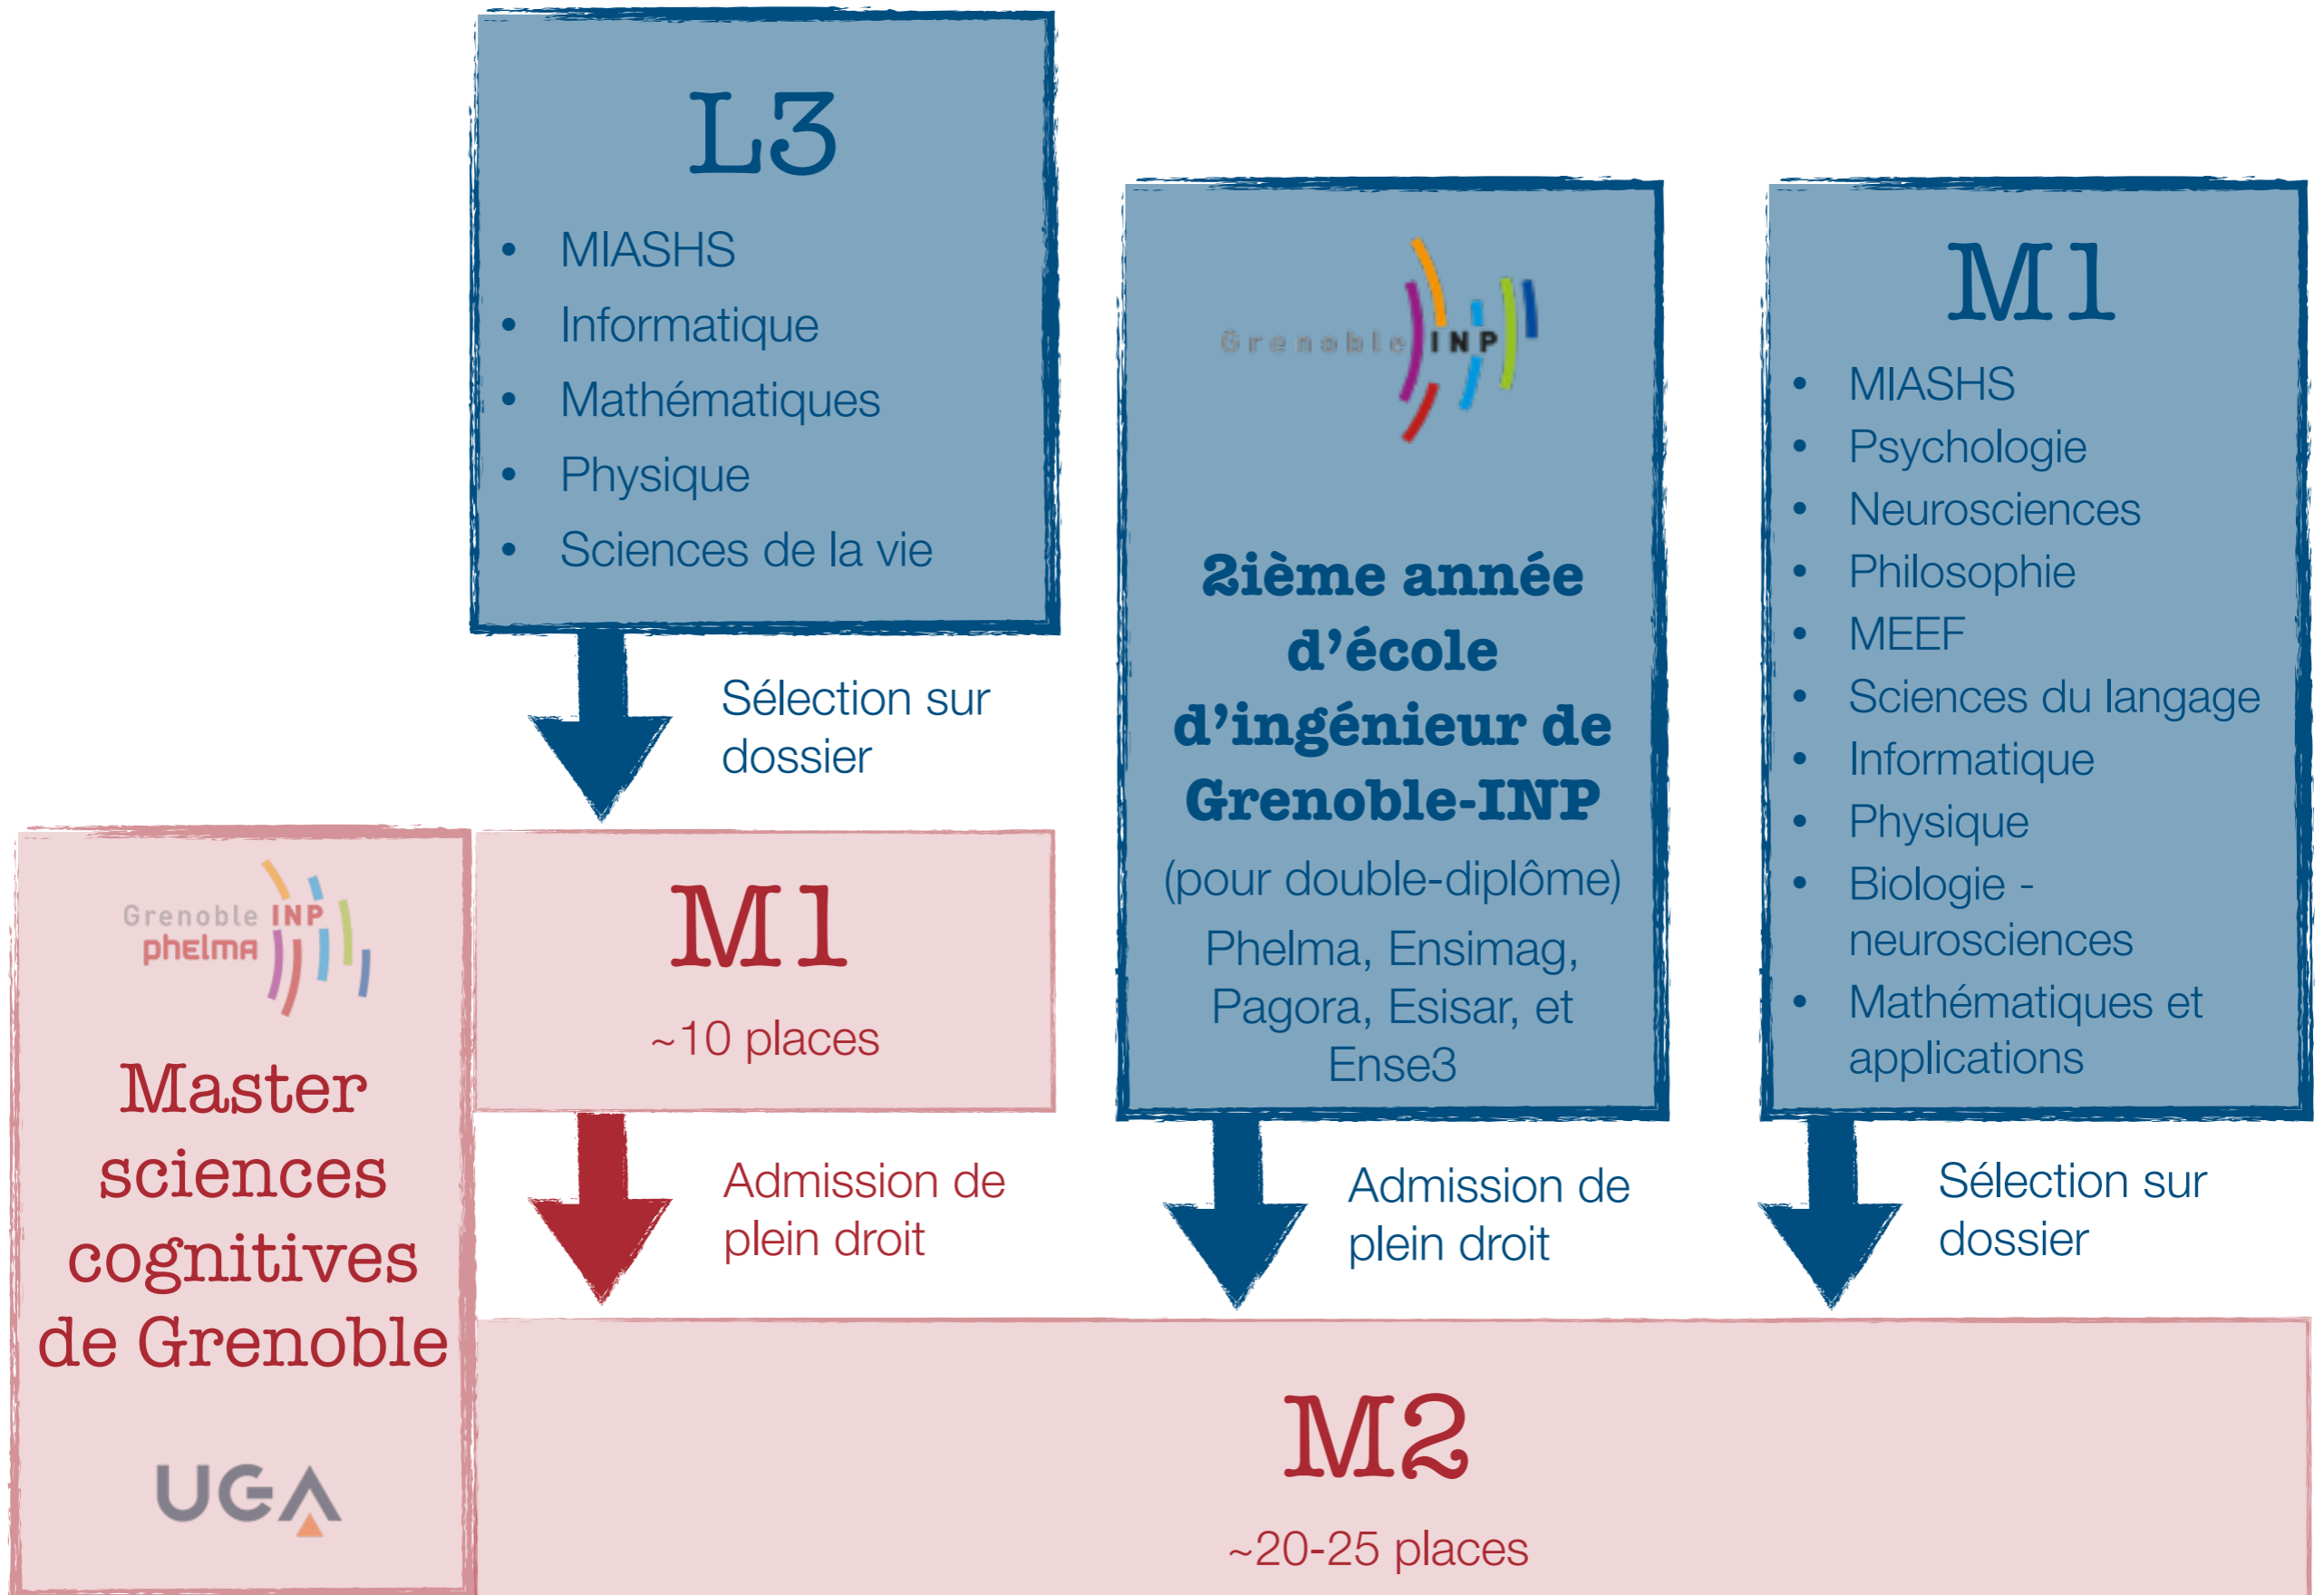 L3
• MIASHS
• Informatique
• Mathématiques
• Physique
• Sciences de la vie
Sélection sur
dossier
Grenoble INP
phelma
Master
sciences
cognitives
de Grenoble
UGA
M1
~10 places
Admission de
plein droit
Grenoble INP
2ième année
d’école
d’ingénieur de
Grenoble-INP
(pour double-diplôme)
Phelma, Ensimag,
Pagora, Esisar, et
Ense3
Admission de
plein droit
M1
• MIASHS
• Psychologie
• Neurosciences
• Philosophie
• MEEF
• Sciences du langage
• Informatique
• Physique
• Biologie -
neurosciences
• Mathématiques et
applications
Sélection sur
dossier
M2
~20-25 places